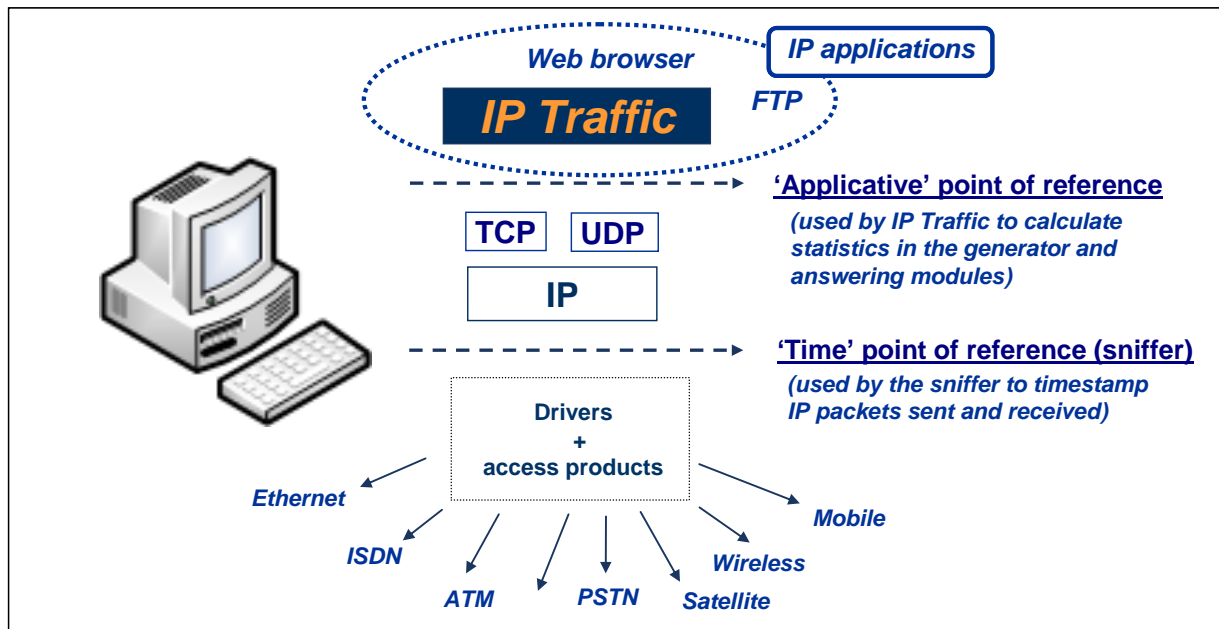 Web browser
IP applications
IP Traffic
FTP
‘Applicative’ point of reference
(used by IP Traffic to calculate
statistics in the generator and
answering modules)
TCP
UDP
IP
‘Time’ point of reference (sniffer)
(used by the sniffer to timestamp
IP packets sent and received)
Drivers
+
access products
Ethernet
ISDN
ATM
PSTN
Satellite
Wireless
Mobile